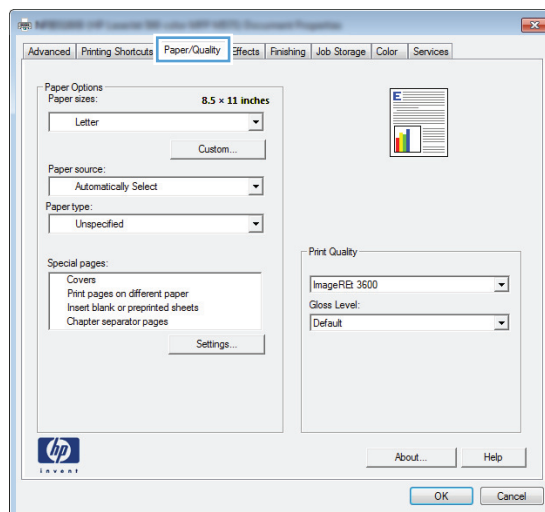 Advanced Printing Shortcuts Paper/Quality Effects Finishing Job Storage Color Services
Paper Options
Paper sizes: 8.5 × 11 inches
Letter
Custom...
Paper source:
Automatically Select
Paper type:
Unspecified
Special pages:
Covers
Print pages on different paper
Insert blank or preprinted sheets
Chapter separator pages
Settings...
E
Print Quality
ImageREt 3600
Gloss Level:
Default
hp
invent
About... Help
OK Cancel